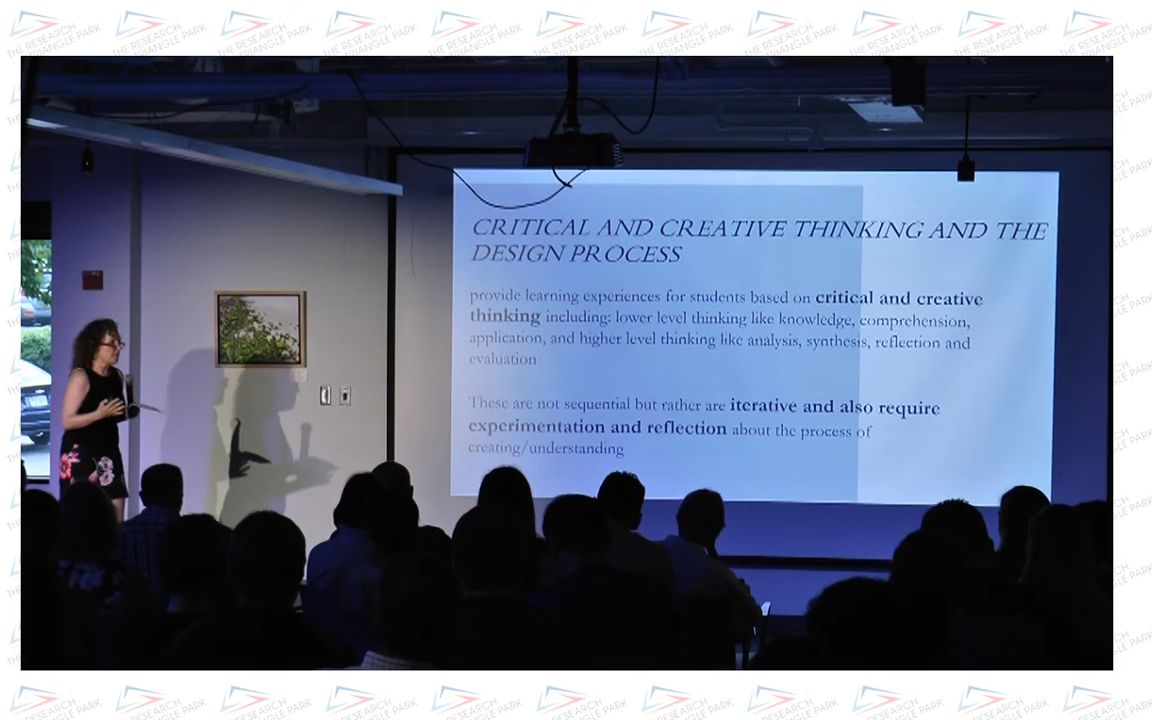 CRITICAL AND CREATIVE THINKING AND THE
DESIGN PROCESS
provide learning experiences for students based on critical and creative
thinking including: lower level thinking like knowledge, comprehension,
application, and higher level thinking like analysis, synthesis, reflection and
evaluation
These are not sequential but rather are iterative and also require
experimentation and reflection about the process of
creating/understanding
THE RESEARCH
TRIANGLE PARK